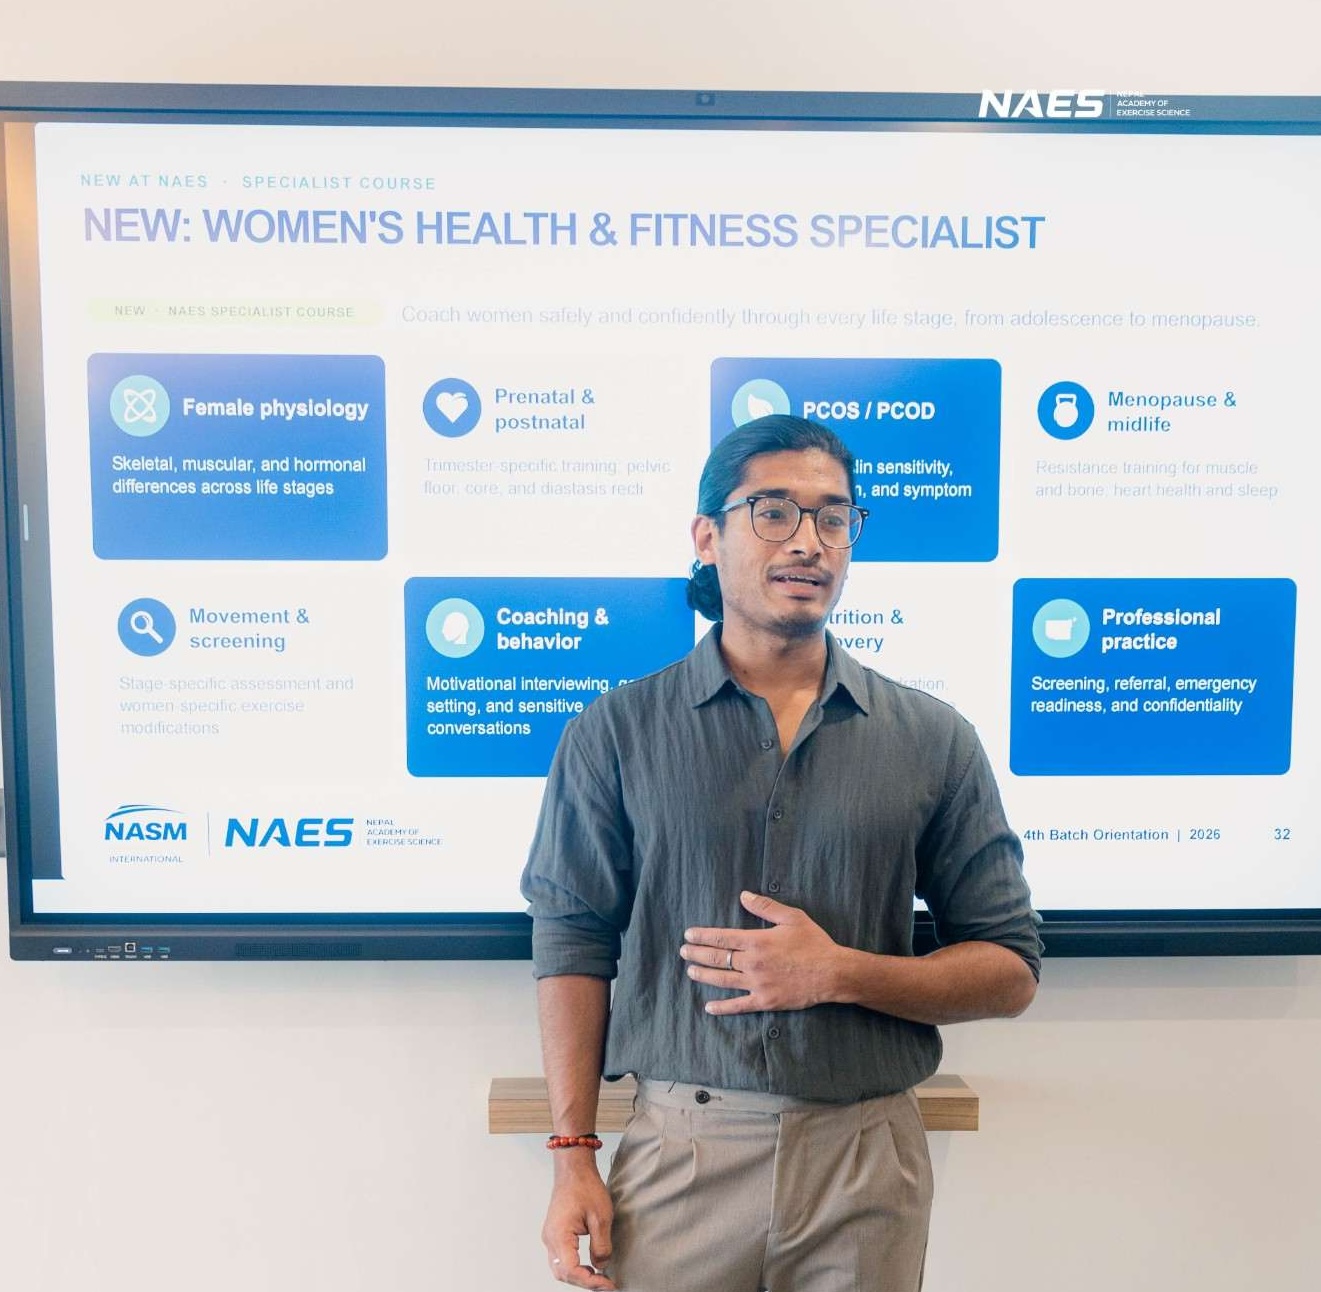 NAES
NEPAL
ACADEMY OF
EXERCISE SCIENCE
NEW AT NAES · SPECIALIST COURSE
NEW: WOMEN'S HEALTH & FITNESS SPECIALIST
NEW · NAES SPECIALIST COURSE
Coach women safely and confidently through every life stage, from adolescence to menopause.
Female physiology
Skeletal, muscular, and hormonal
differences across life stages
Prenatal &
postnatal
Trimester-specific training, pelvic
floor, core, and diastasis recti
PCOS / PCOD
sensitivity,
and symptom
Menopause &
midlife
Resistance training for muscle
and bone, heart health and sleep
Movement &
screening
Stage-specific assessment and
women-specific exercise
modifications
Coaching &
behavior
Motivational interviewing,
setting, and sensitive
conversations
&
Professional
practice
Screening, referral, emergency
readiness, and confidentiality
NASM
INTERNATIONAL
NAES
NEPAL
ACADEMY OF
EXERCISE SCIENCE
4th Batch Orientation | 2026
32